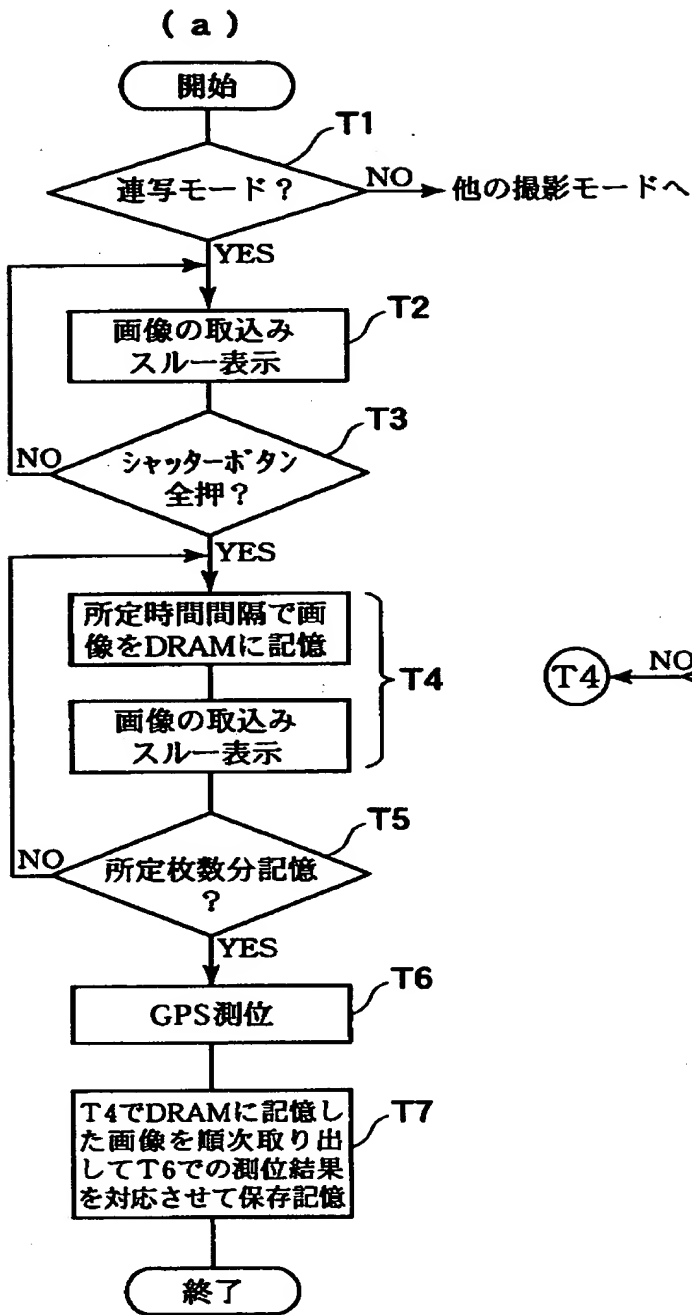 (a)
開始
T1
連写モード?
NO
他の撮影モードへ
YES
T2
画像の取込み
スルー表示
T3
NO
シャッターボタン
全押?
YES
所定時間間隔で画
像をDRAMに記憶
T4
画像の取込み
スルー表示
T4
NO
T5
NO
所定枚数分記憶
?
YES
T6
GPS測位
T7
T4でDRAMに記憶し
た画像を順次取り出
してT6での測位結果
を対応させて保存記憶
終了